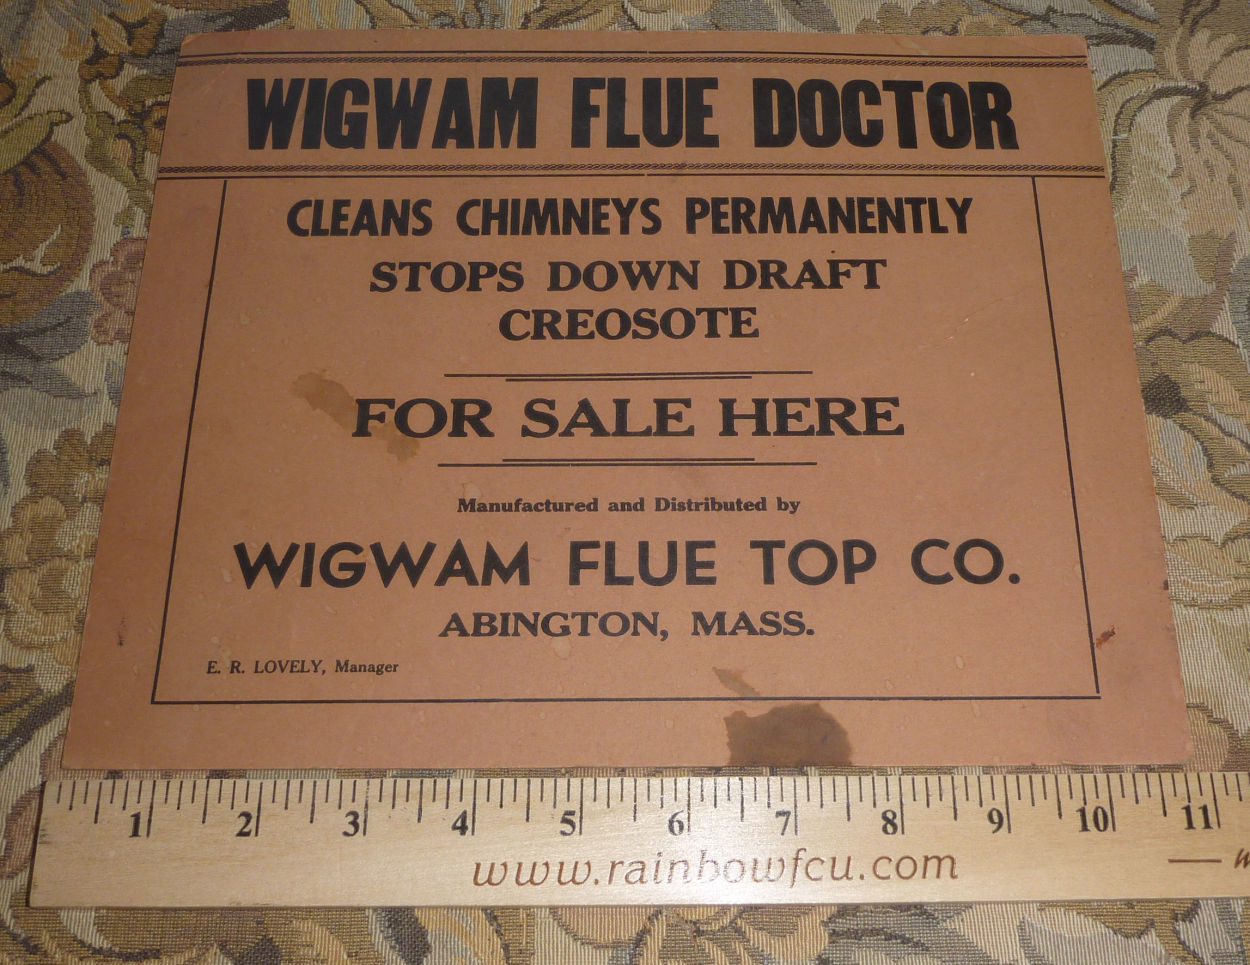 WIGWAM FLUE DOCTOR
CLEANS CHIMNEYS PERMANENTLY
STOPS DOWN DRAFT
CREOSOTE
FOR SALE HERE
Manufactured and Distributed by
WIGWAM FLUE TOP CO.
ABINGTON, MASS.
E. R. LOVELY, Manager
1 2 3 4 5 6 7 8 9 10 11
www.rainbowfcu.com